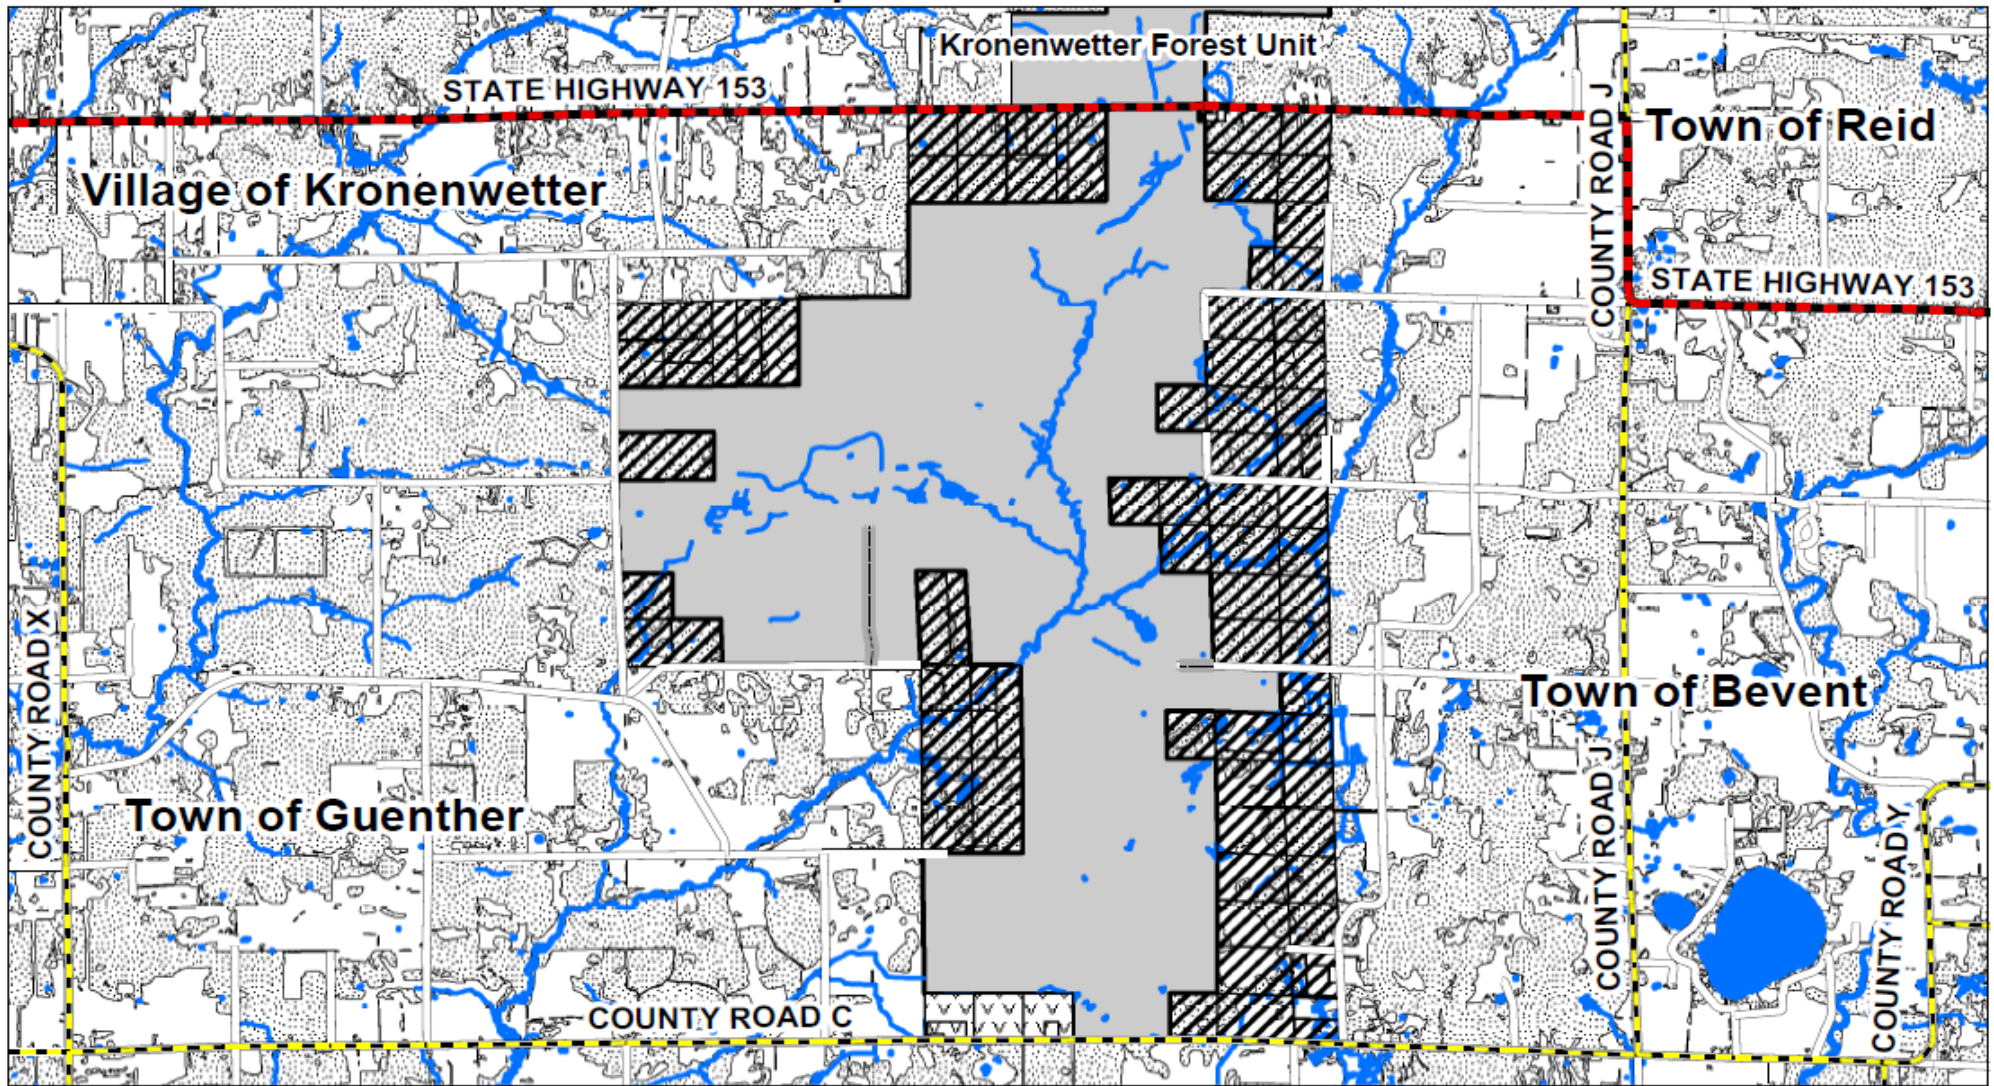 Kronenwetter Forest Unit
STATE HIGHWAY 153
Town of Reid
COUNTY ROAD J
Village of Kronenwetter
STATE HIGHWAY 153
COUNTY ROAD X
Town of Bevent
Town of Guenther
COUNTY ROAD J
COUNTY ROAD Y
COUNTY ROAD C